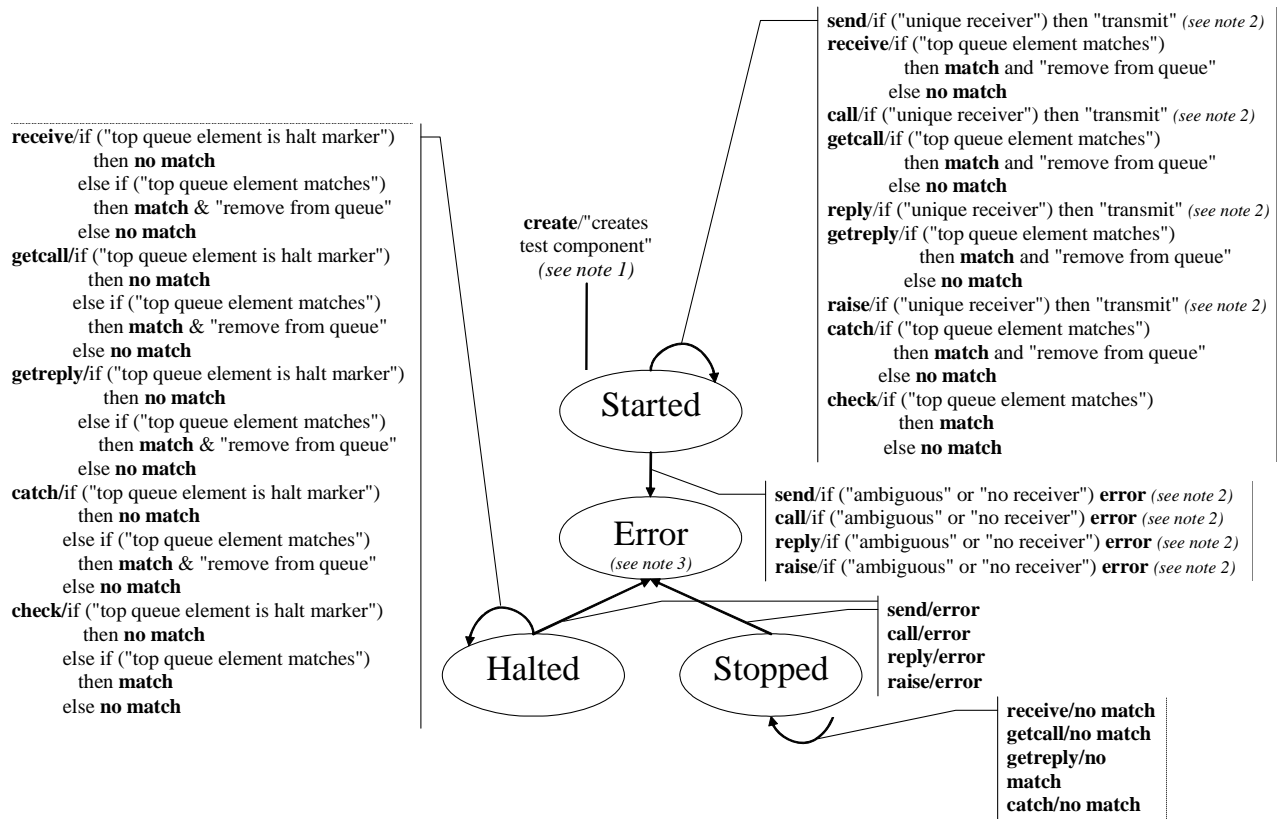 send/if ("unique receiver") then "transmit" (see note 2)
receive/if ("top queue element matches")
then match and "remove from queue"
else no match
call/if ("unique receiver") then "transmit" (see note 2)
getcall/if ("top queue element matches")
then match and "remove from queue"
else no match
reply/if ("unique receiver") then "transmit" (see note 2)
getreply/if ("top queue element matches")
then match and "remove from queue"
else no match
raise/if ("unique receiver") then "transmit" (see note 2)
catch/if ("top queue element matches")
then match and "remove from queue"
else no match
check/if ("top queue element matches")
then match
else no match
receive/if ("top queue element is halt marker")
then no match
else if ("top queue element matches")
then match & "remove from queue"
else no match
getcall/if ("top queue element is halt marker")
then no match
else if ("top queue element matches")
then match & "remove from queue"
else no match
getreply/if ("top queue element is halt marker")
then no match
else if ("top queue element matches")
then match & "remove from queue"
else no match
catch/if ("top queue element is halt marker")
then no match
else if ("top queue element matches")
then match & "remove from queue"
else no match
check/if ("top queue element is halt marker")
then no match
else if ("top queue element matches")
then match
else no match
create/"creates
test component"
(see note 1)
Started
Error
(see note 3)
send/if ("ambiguous" or "no receiver") error (see note 2)
call/if ("ambiguous" or "no receiver") error (see note 2)
reply/if ("ambiguous" or "no receiver") error (see note 2)
raise/if ("ambiguous" or "no receiver") error (see note 2)
Halted
Stopped
send/error
call/error
reply/error
raise/error
receive/no match
getcall/no match
getreply/no
match
catch/no match